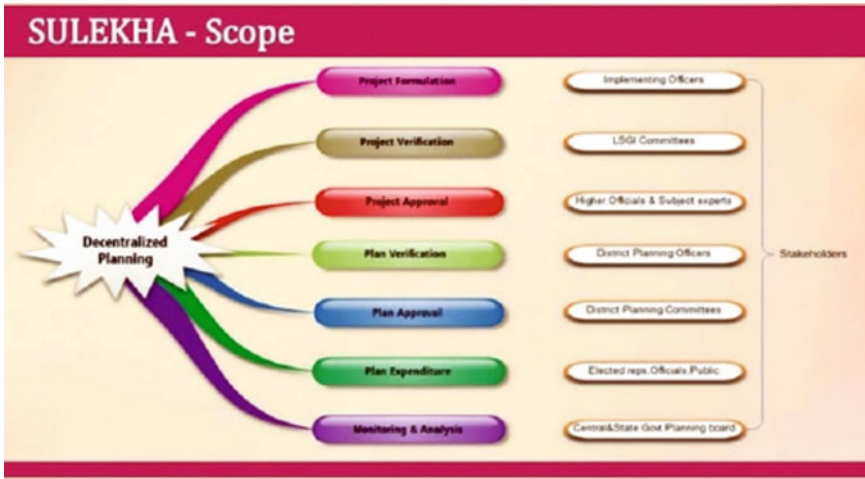 SULEKHA - Scope
Decentralized
Planning
Project Formulation
Implementing Officers
Project Verification
LSGI Committees
Project Approval
Higher Officials & Subject experts
Plan Verification
District Planning Officers
Stakeholders
Plan Approval
District Planning Committees
Plan Expenditure
Elected reps.Officials.Public
Monitoring & Analysis
Central&State Govt Planning board